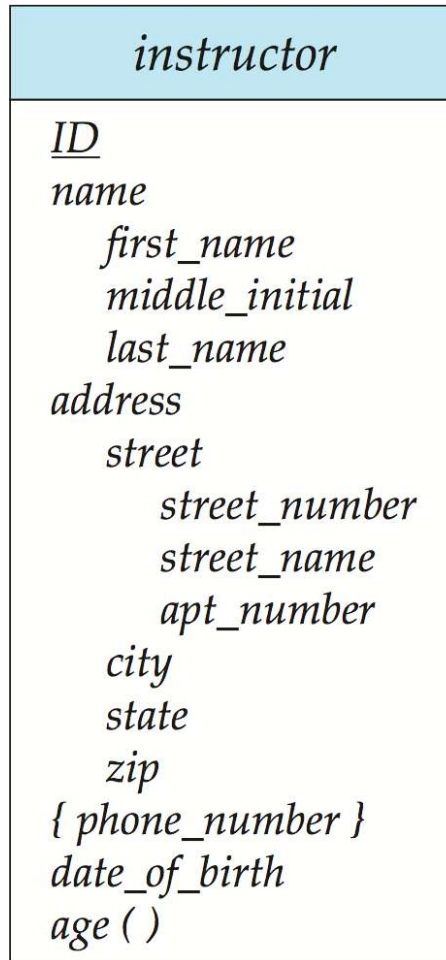 instructor
ID
name
first_name
middle_initial
last_name
address
street
street_number
street_name
apt_number
city
state
zip
{ phone_number }
date_of_birth
age ( )